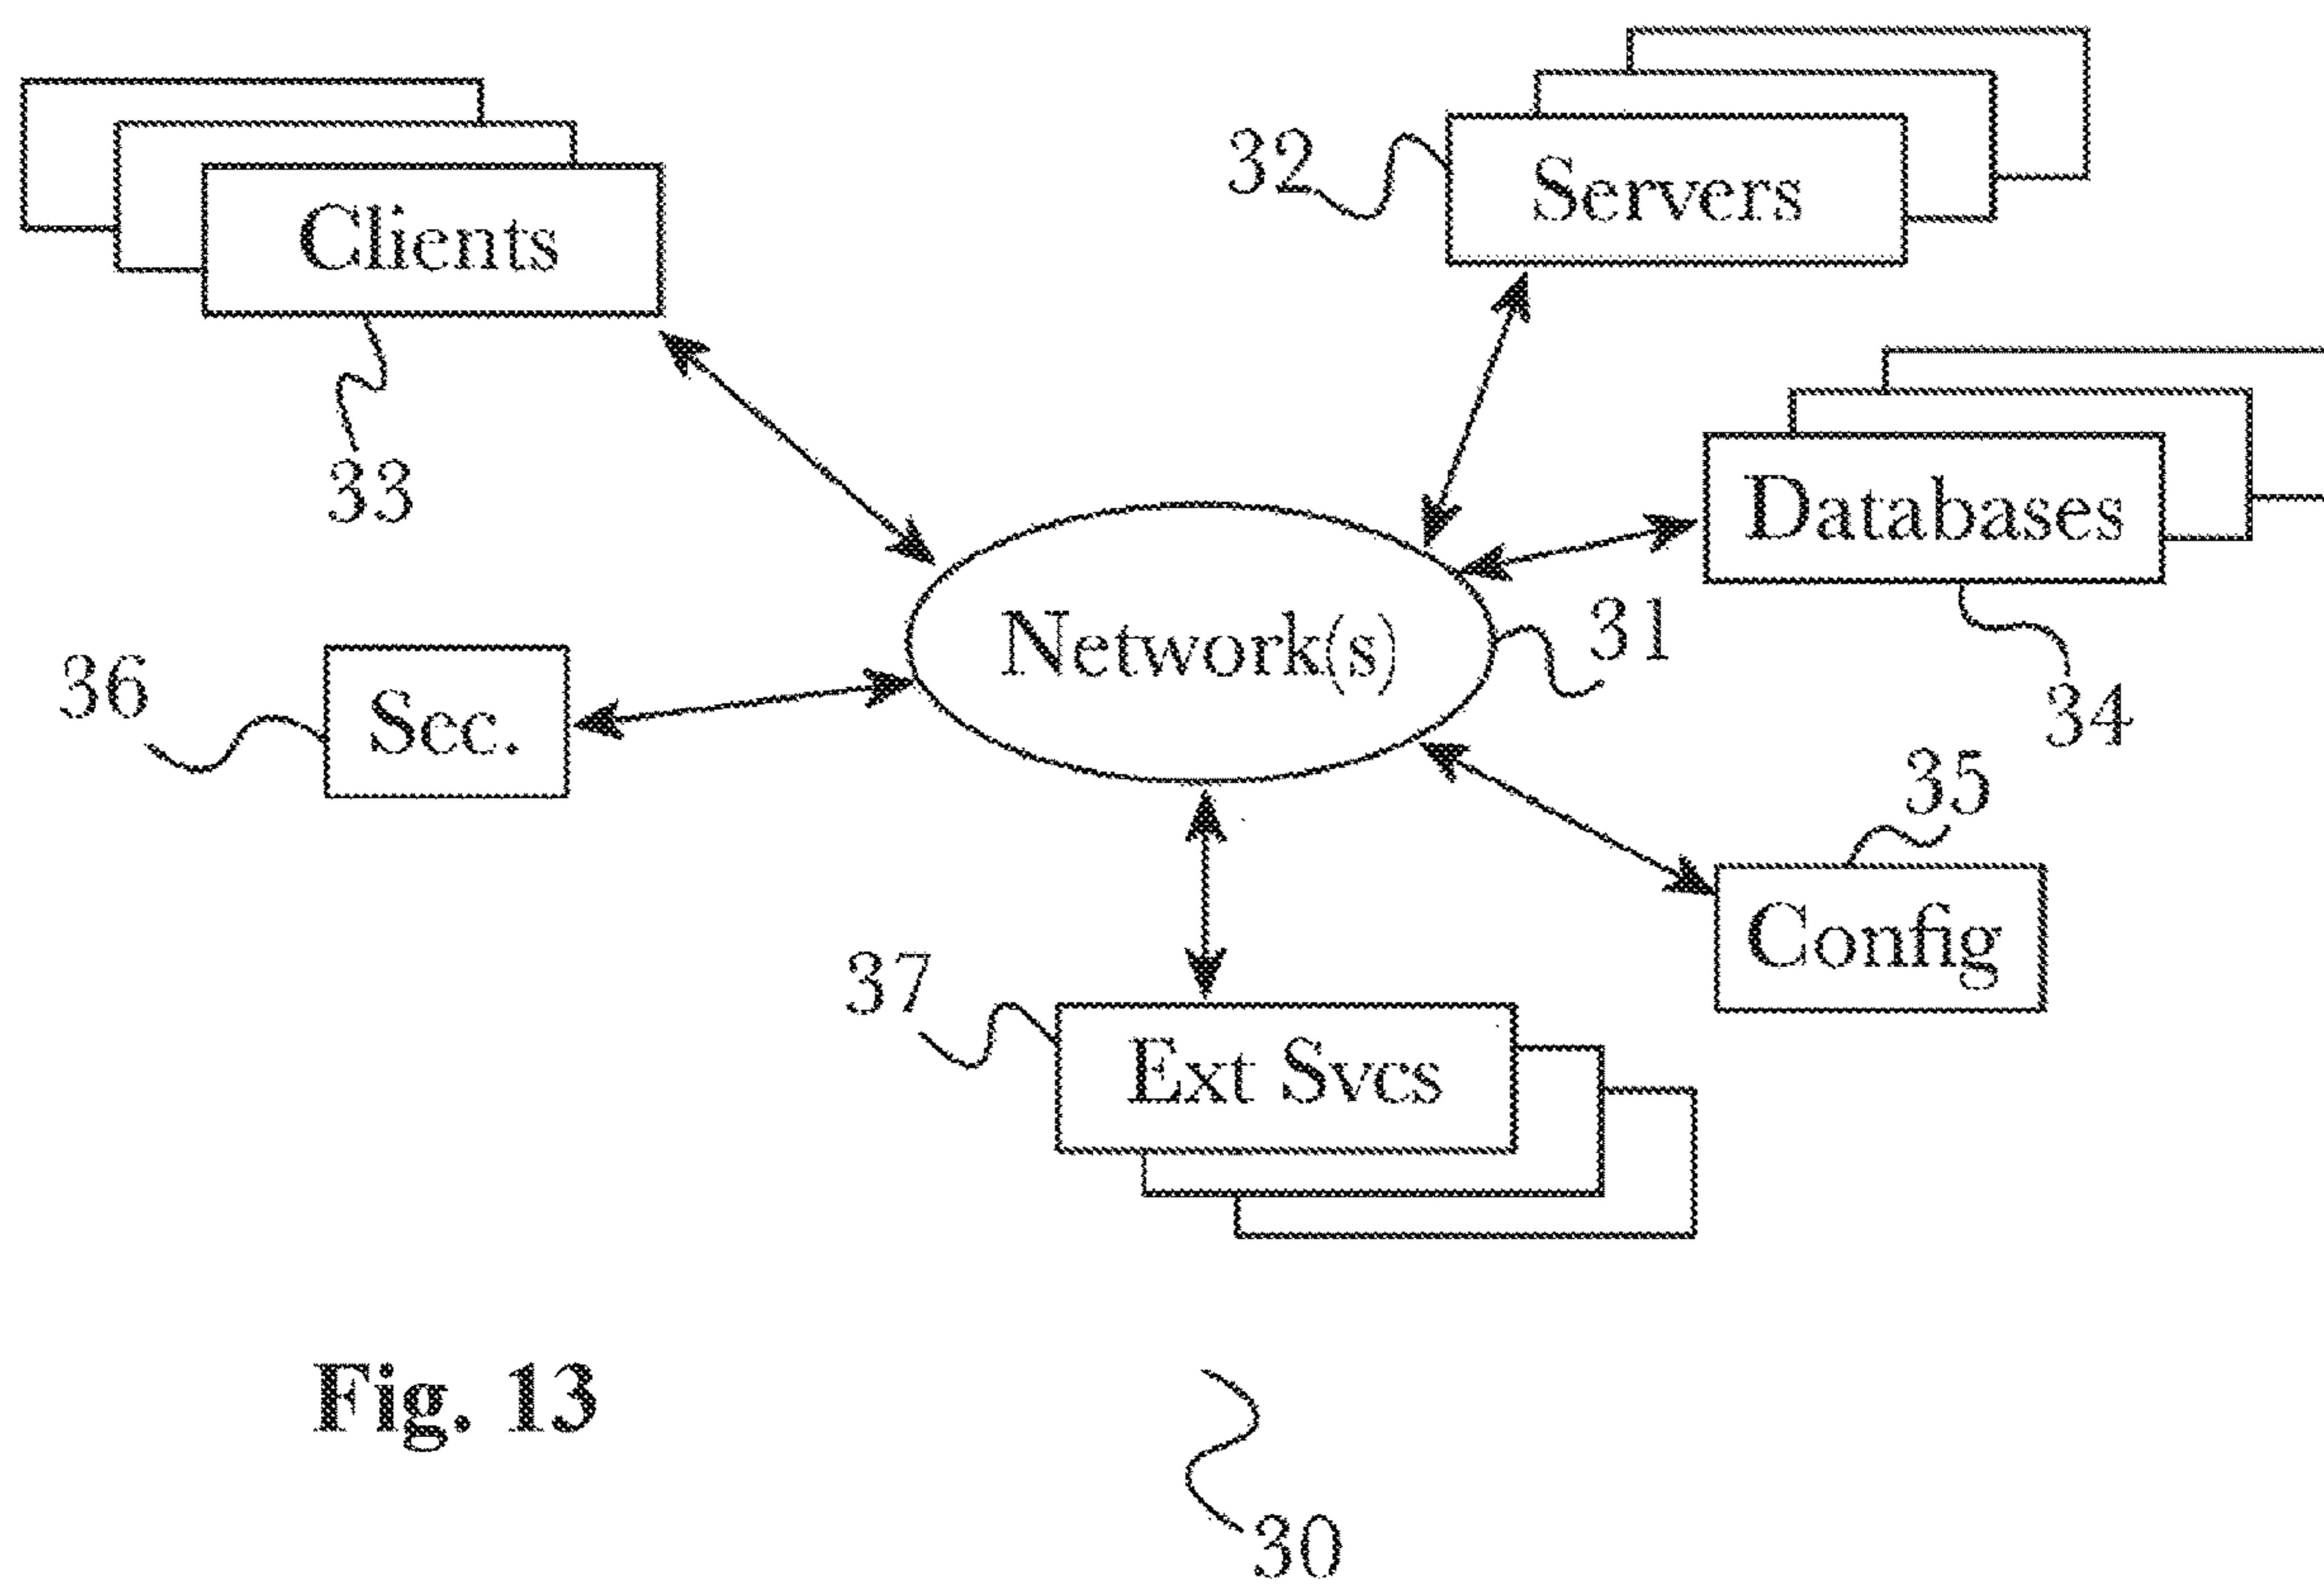 32
Servers
Clients
33
Databases
31
Network(s)
34
36
Sec.
35
Config
37
Ext Svcs
Fig. 13
30